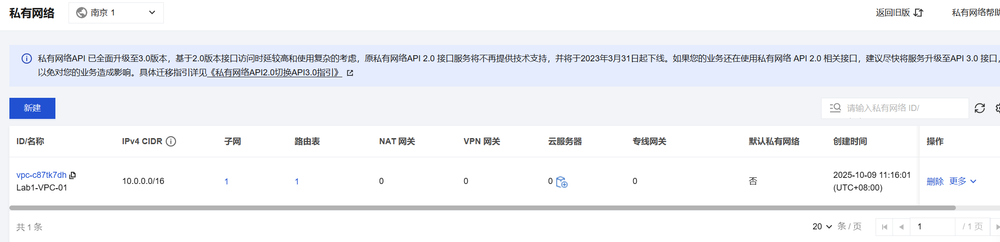 私有网络
南京 1
返回旧版
私有网络帮助
私有网络API 已全面升级至3.0版本，基于2.0版本接口访问时延较高和使用复杂的考虑，原私有网络API 2.0 接口服务将不再提供技术支持，并将于2023年3月31日起下线。如果您的业务还在使用私有网络 API 2.0 相关接口，建议尽快将服务升级至API 3.0 接口，
以免对您的业务造成影响。具体迁移指引详见《私有网络API2.0切换API3.0指引》
新建
请输入私有网络 ID/
ID/名称 IPv4 CIDR 子网 路由表 NAT 网关 VPN 网关 云服务器 专线网关 默认私有网络 创建时间 操作
vpc-c87tk7dh
Lab1-VPC-01
10.0.0.0/16 1 1 0 0 0 0 否
2025-10-09 11:16:01
(UTC+08:00)
删除 更多
共 1 条
20 条 / 页
1 / 1 页